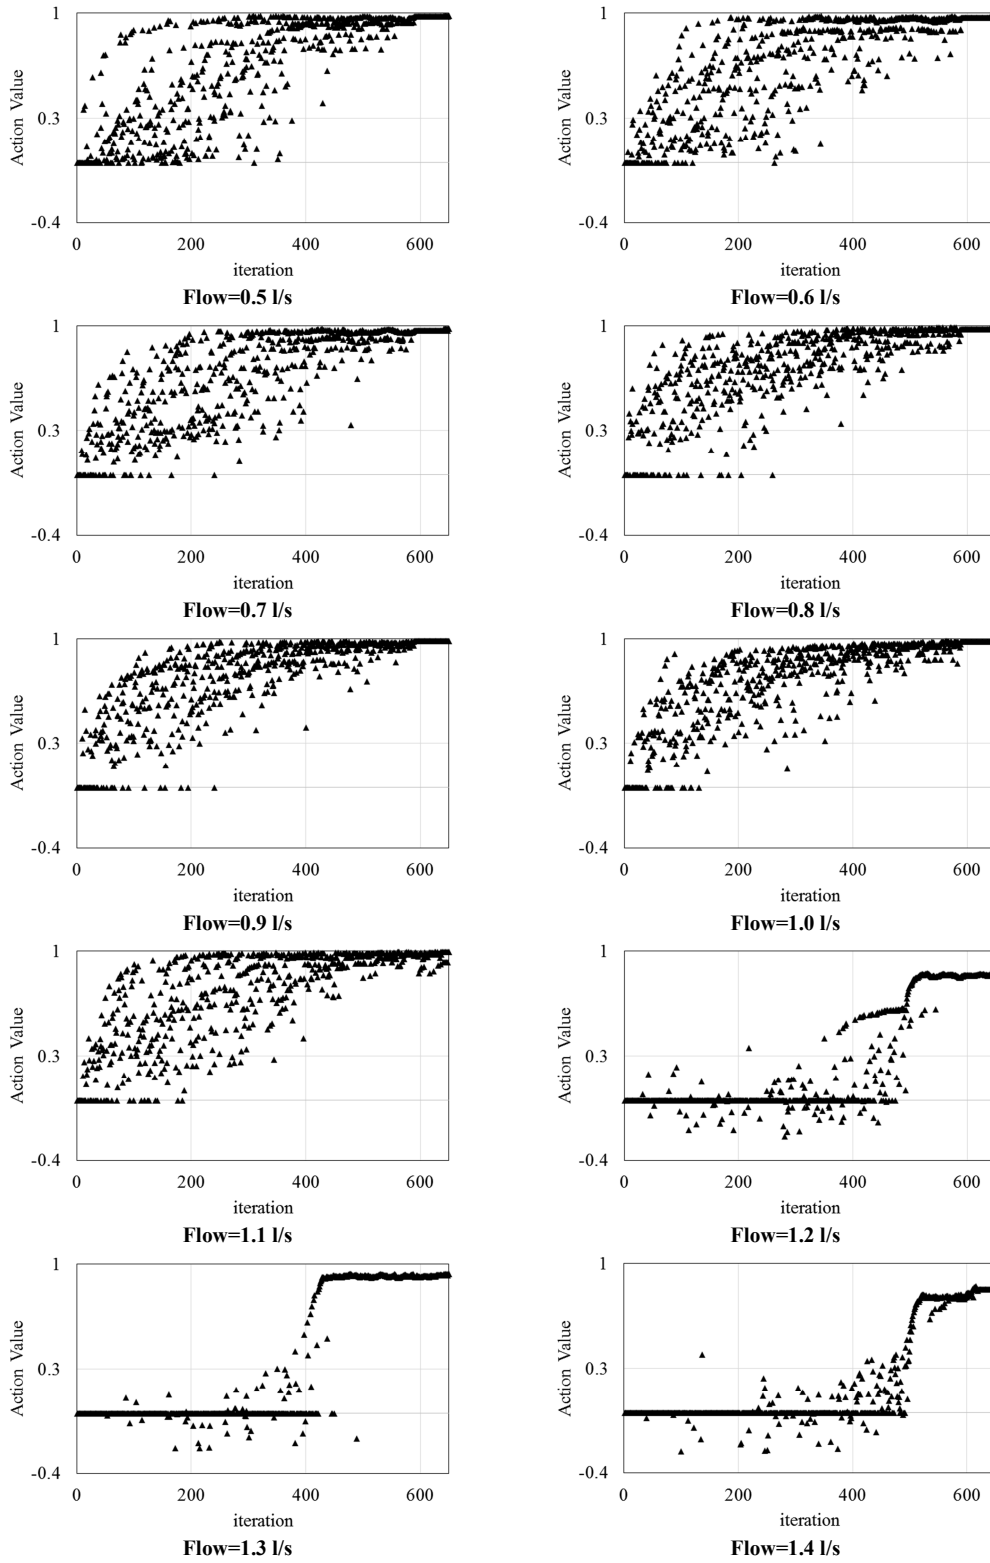 1
0.3
-0.4
Action Value
0
200
400
600
iteration
Flow=0.5 l/s
1
0.3
-0.4
Action Value
0
200
400
600
iteration
Flow=0.6 l/s
1
0.3
-0.4
Action Value
0
200
400
600
iteration
Flow=0.7 l/s
1
0.3
-0.4
Action Value
0
200
400
600
iteration
Flow=0.8 l/s
1
0.3
-0.4
Action Value
0
200
400
600
iteration
Flow=0.9 l/s
1
0.3
-0.4
Action Value
0
200
400
600
iteration
Flow=1.0 l/s
1
0.3
-0.4
Action Value
0
200
400
600
iteration
Flow=1.1 l/s
1
0.3
-0.4
Action Value
0
200
400
600
iteration
Flow=1.2 l/s
1
0.3
-0.4
Action Value
0
200
400
600
iteration
Flow=1.3 l/s
1
0.3
-0.4
Action Value
0
200
400
600
iteration
Flow=1.4 l/s